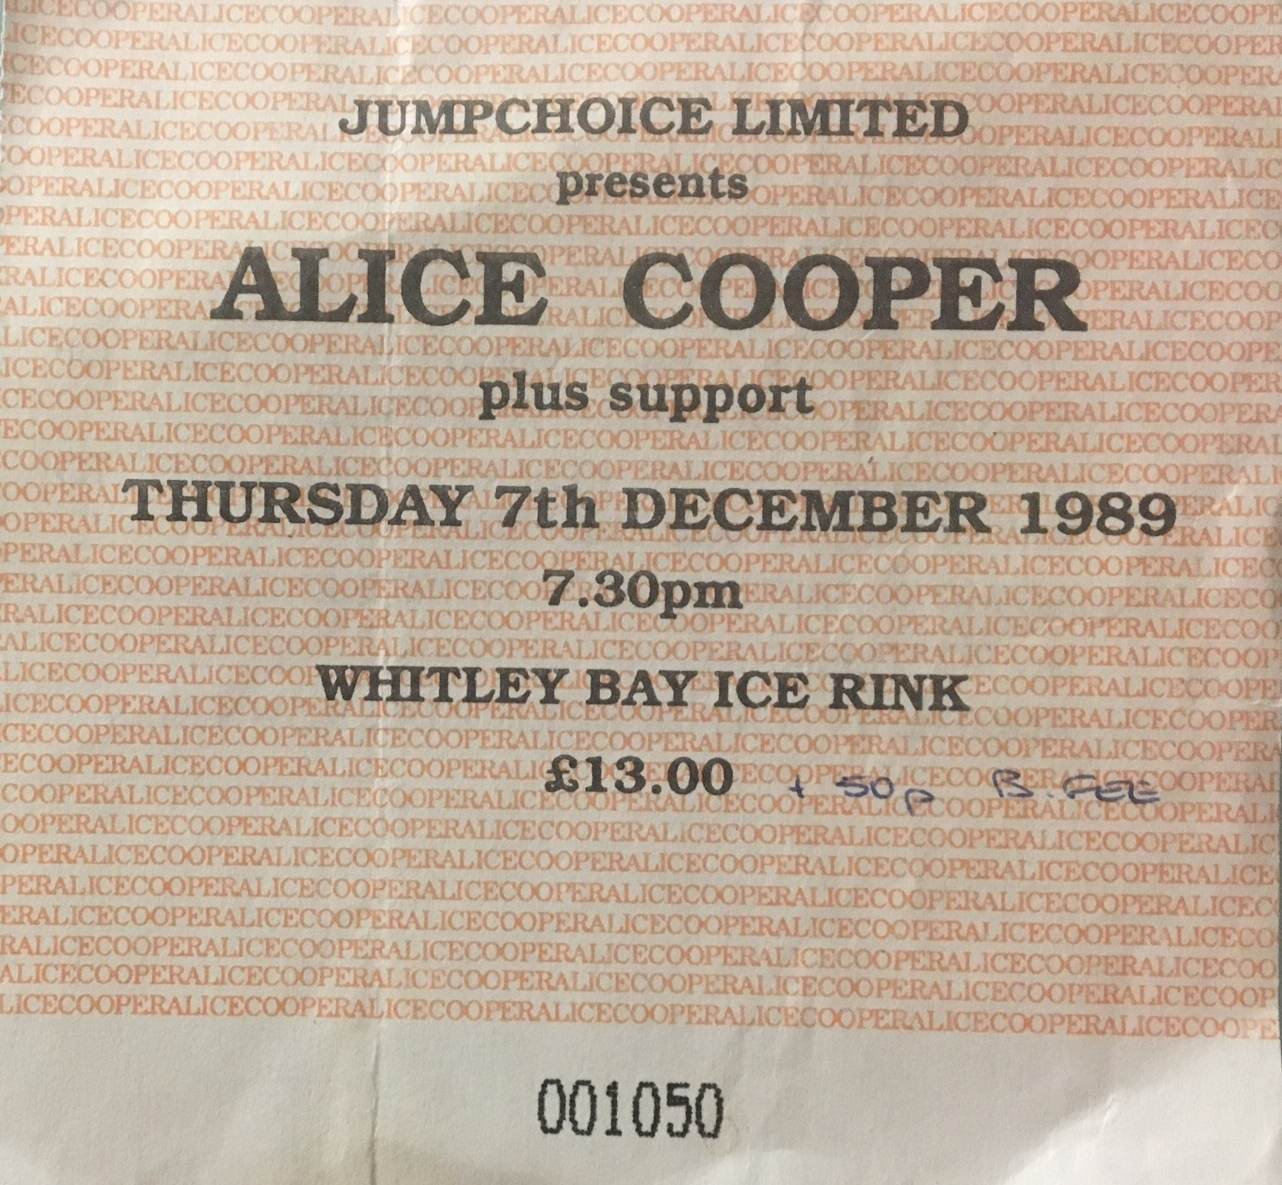 JUMPCHOICE LIMITED
presents
ALICE COOPER
plus support
THURSDAY 7th DECEMBER 1989
7.30pm
WHITLEY BAY ICE RINK
£13.00 + 50p B.FEE
001050